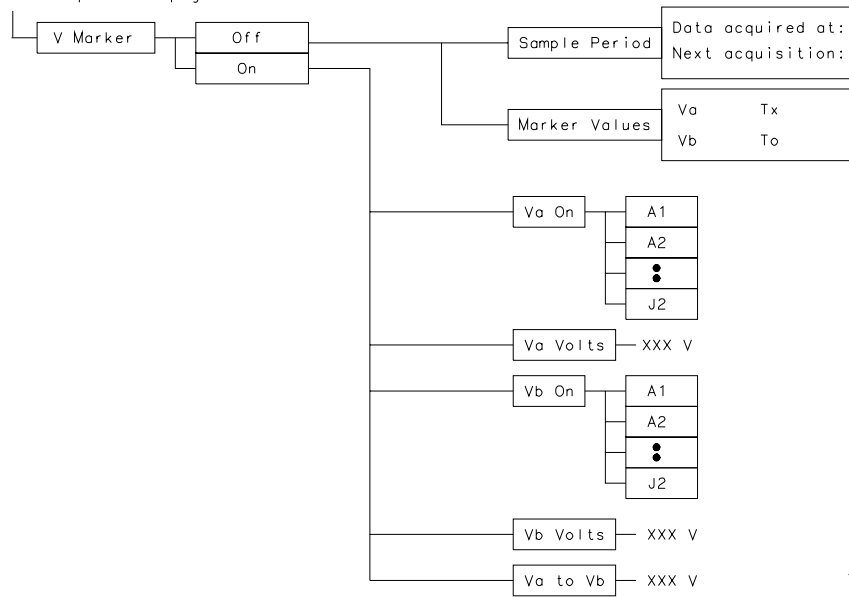 V Marker
Off
On
Sample Period
Data acquired at:
Next acquisition:
Marker Values
Va Tx
Vb To
Va On
A1
A2
J2
Va Volts
XXX V
Vb On
A1
A2
J2
Vb Volts
XXX V
Va to Vb
XXX V